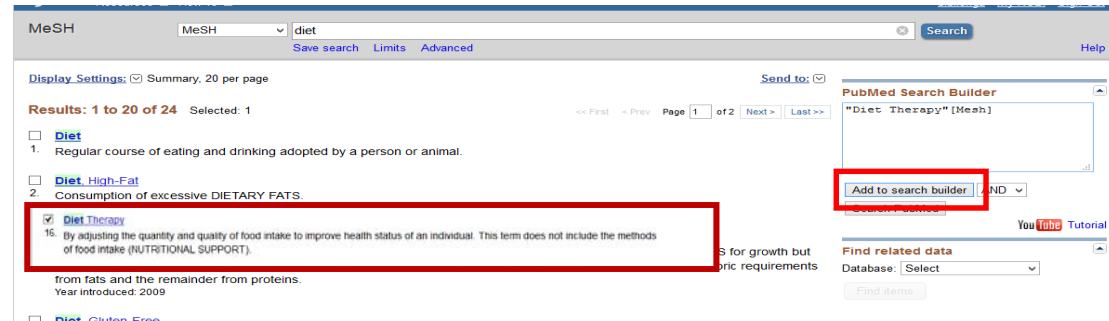 MeSH MeSH diet Search
Save search Limits Advanced Help
Display Settings: Summary, 20 per page Send to:
Results: 1 to 20 of 24 Selected: 1 << First < Prev Page 1 of 2 Next > Last >>
Diet
1. Regular course of eating and drinking adopted by a person or animal.
Diet, High-Fat
2. Consumption of excessive DIETARY FATS.
Diet Therapy
16. By adjusting the quantity and quality of food intake to improve health status of an individual. This term does not include the methods
of food intake (NUTRITIONAL SUPPORT).
S for growth but
oric requirements
from fats and the remainder from proteins.
Year introduced: 2009
Diet, Gluten-Free
PubMed Search Builder
"Diet Therapy"[Mesh]
Add to search builder AND
Search PubMed
YouTube Tutorial
Find related data
Database: Select
Find items